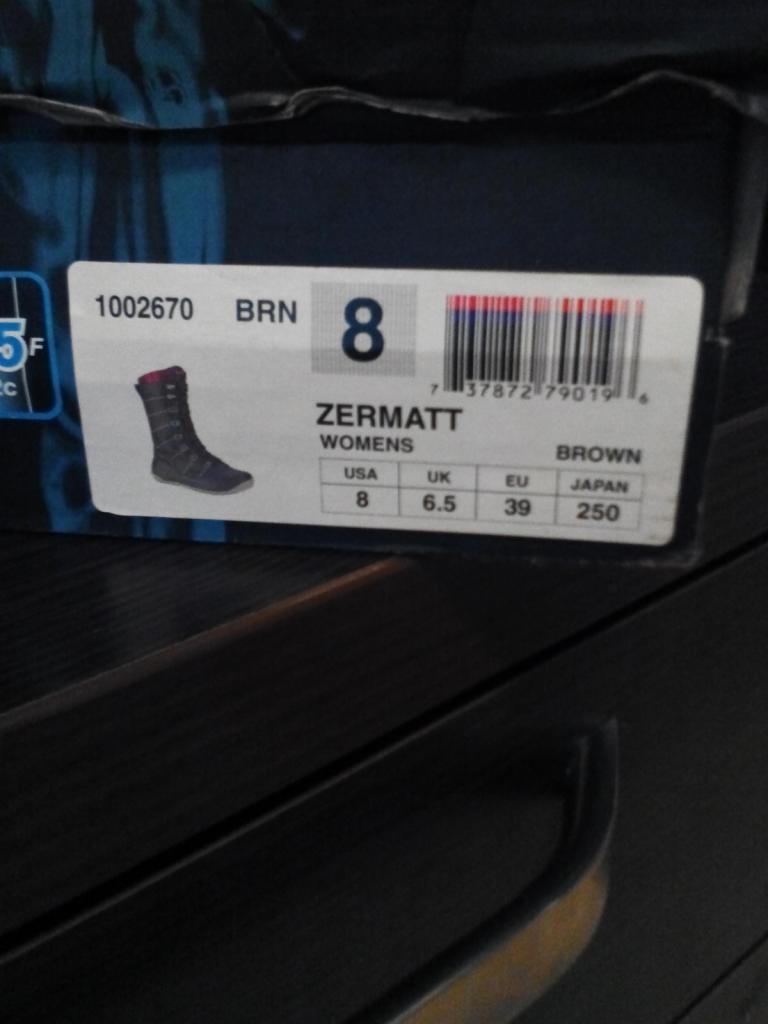 1002670 BRN 8
7 37872 79019 6
ZERMATT
WOMENS BROWN
USA UK EU JAPAN
8 6.5 39 250
5F